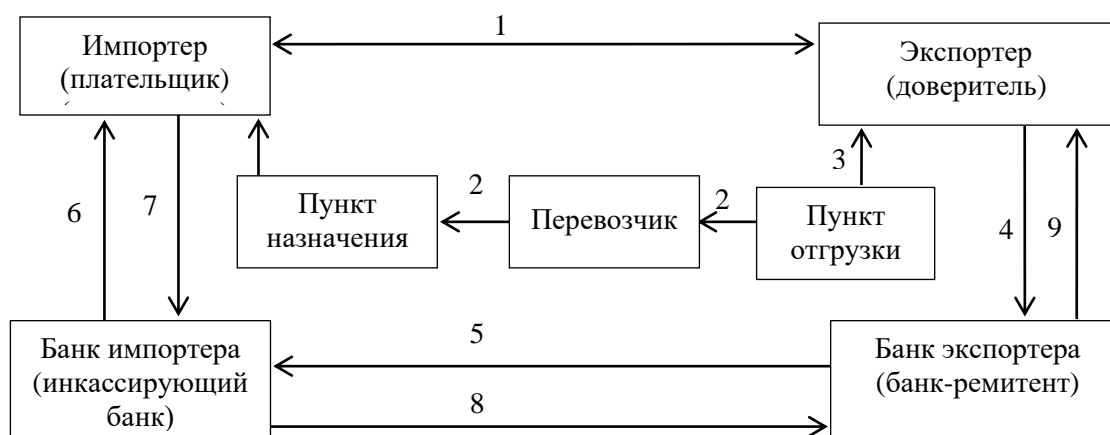 1
Импортер
(плательщик)
Экспортер
(доверитель)
3
6
7
2
2
4
9
Пункт
назначения
Перевозчик
Пункт
отгрузки
5
Банк импортера
(инкассирующий
банк)
Банк экспортера
(банк-ремитент)
8